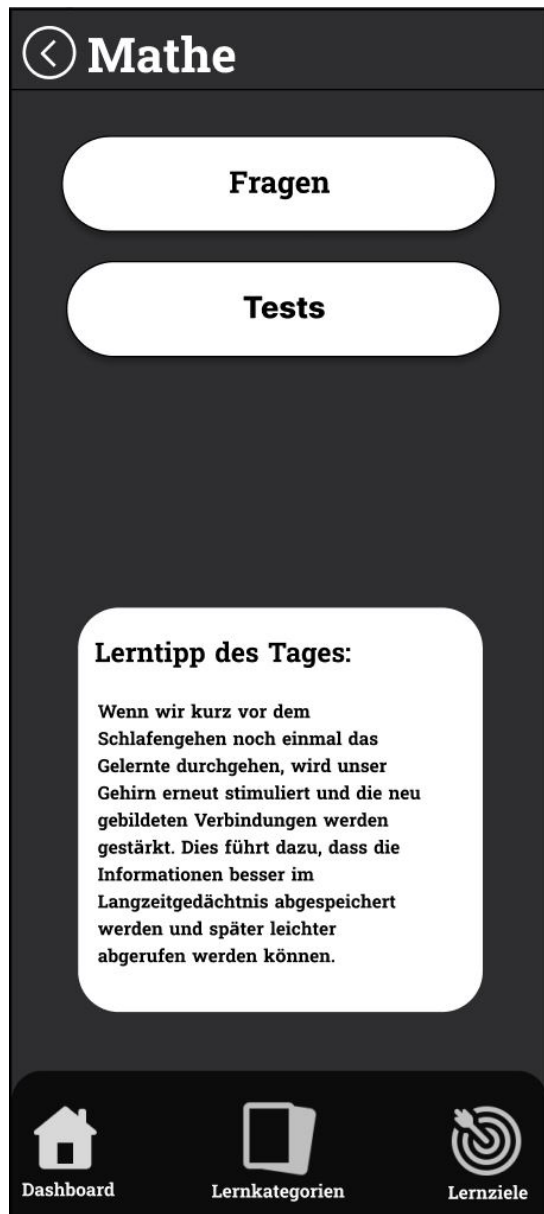 Mathe
Fragen
Tests
Lerntipp des Tages:
Wenn wir kurz vor dem
Schlafengehen noch einmal das
Gelernte durchgehen, wird unser
Gehirn erneut stimuliert und die neu
gebildeten Verbindungen werden
gestärkt. Dies führt dazu, dass die
Informationen besser im
Langzeitgedächtnis abgespeichert
werden und später leichter
abgerufen werden können.
Dashboard
Lernkategorien
Lernziele